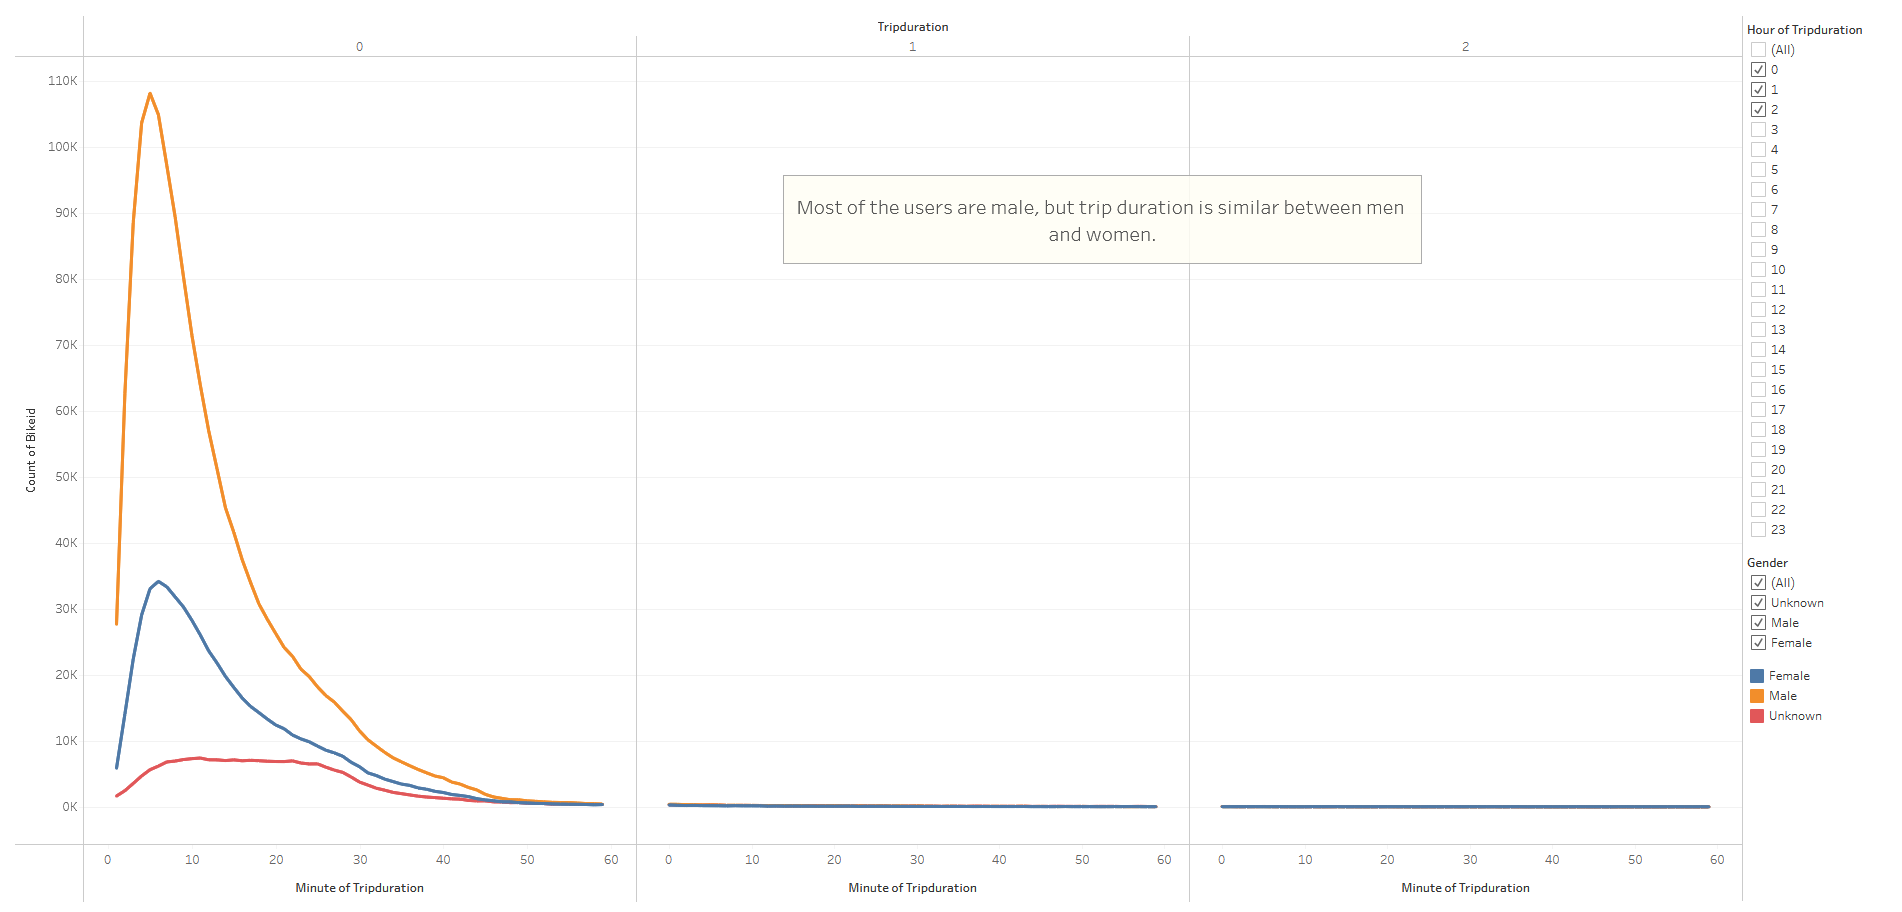 Tripduration
0
1
2
110K
100K
90K
80K
70K
60K
50K
40K
30K
20K
10K
0K
Count of Bikeid
Most of the users are male, but trip duration is similar between men
and women.
0 10 20 30 40 50 60
0 10 20 30 40 50 60
0 10 20 30 40 50 60
Minute of Tripduration
Minute of Tripduration
Minute of Tripduration
Hour of Tripduration
(All)
0
1
2
3
4
5
6
7
8
9
10
11
12
13
14
15
16
17
18
19
20
21
22
23
Gender
(All)
Unknown
Male
Female
Female
Male
Unknown